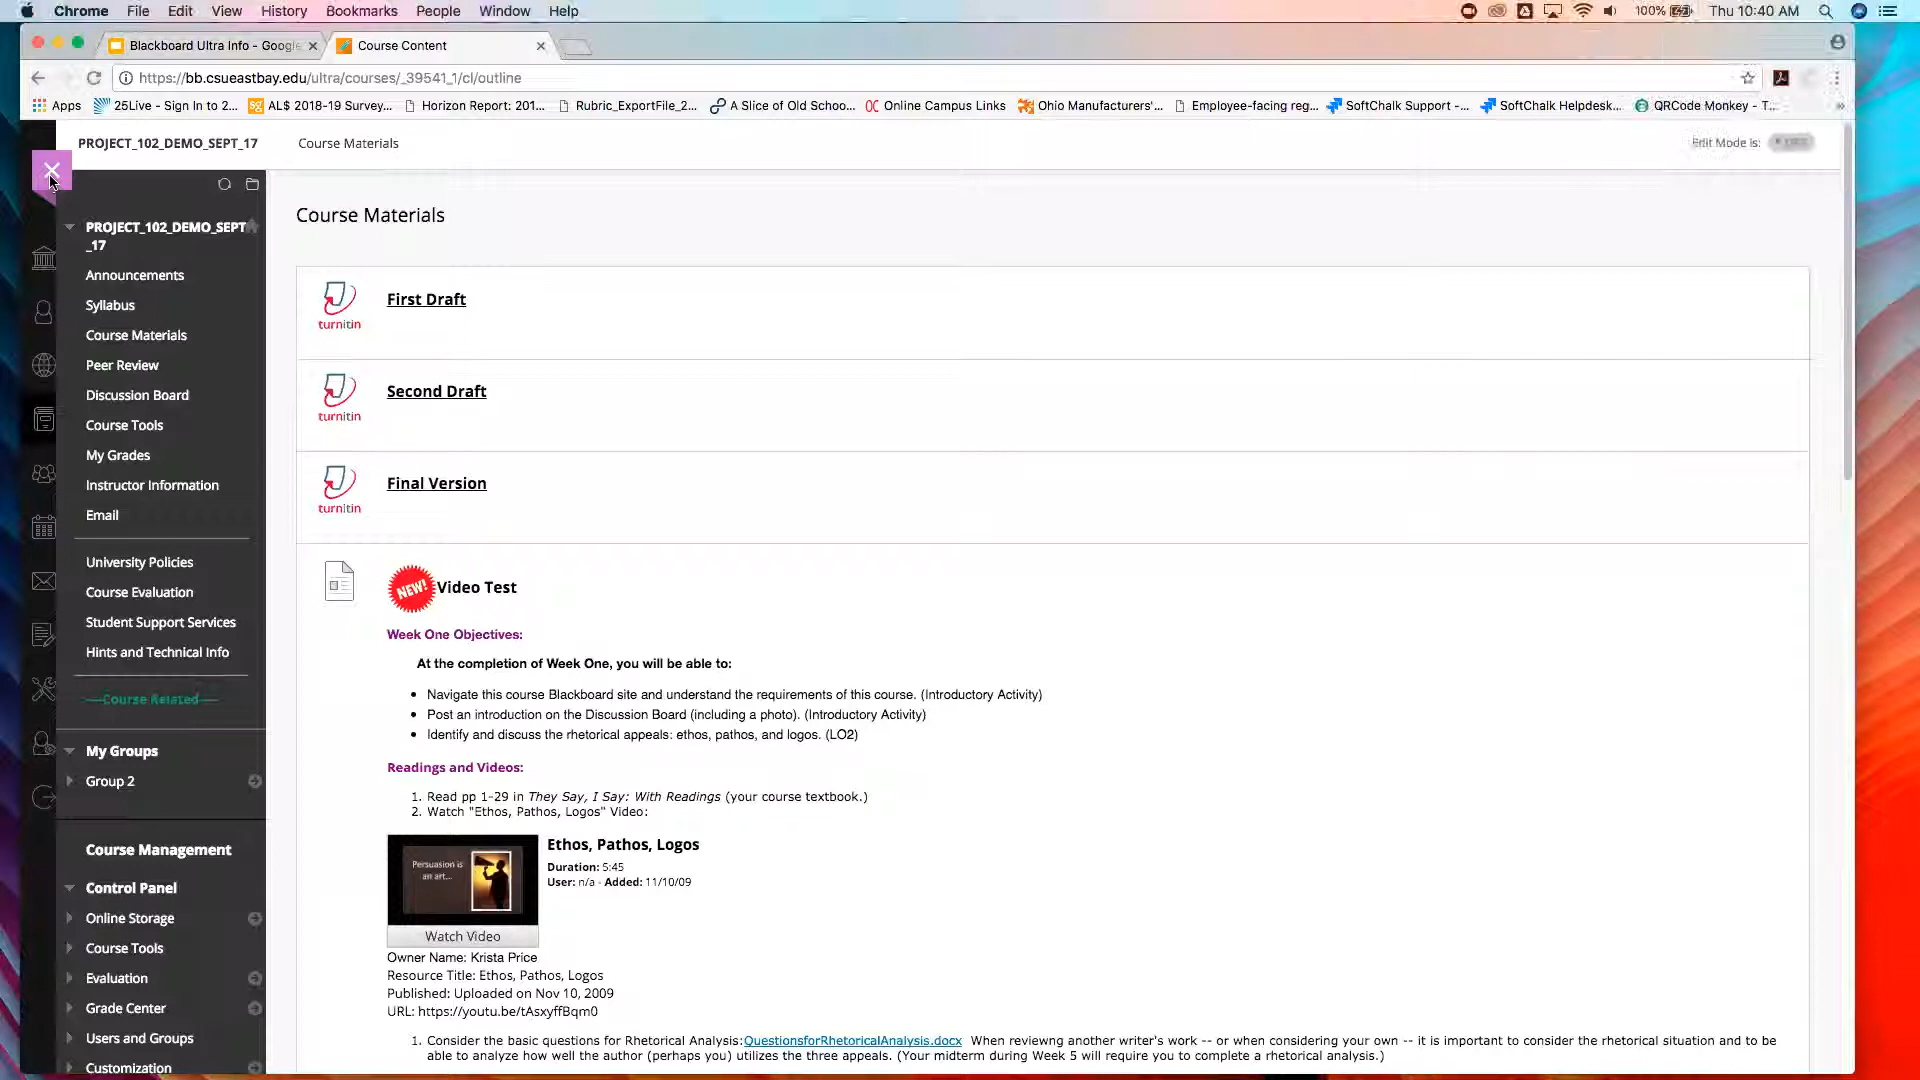 Chrome File Edit View History Bookmarks People Window Help
100% Thu 10:40 AM
Blackboard Ultra Info - Google
Course Content
https://bb.csueastbay.edu/ultra/courses/_39541_1/cl/outline
Apps
25Live - Sign In to 2...
AL$ 2018-19 Survey...
Horizon Report: 201...
Rubric_ExportFile_2...
A Slice of Old Schoo...
Online Campus Links
Ohio Manufacturers'...
Employee-facing reg...
SoftChalk Support -...
SoftChalk Helpdesk...
QRCode Monkey - T...
PROJECT_102_DEMO_SEPT_17
Course Materials
Edit Mode is:
PROJECT_102_DEMO_SEPT
_17
Announcements
Syllabus
Course Materials
Peer Review
Discussion Board
Course Tools
My Grades
Instructor Information
Email
University Policies
Course Evaluation
Student Support Services
Hints and Technical Info
Course Related
My Groups
Group 2
Course Management
Control Panel
Online Storage
Course Tools
Evaluation
Grade Center
Users and Groups
Customization
Course Materials
turnitin
First Draft
turnitin
Second Draft
turnitin
Final Version
NEW!
Video Test
Week One Objectives:
At the completion of Week One, you will be able to:
• Navigate this course Blackboard site and understand the requirements of this course. (Introductory Activity)
• Post an introduction on the Discussion Board (including a photo). (Introductory Activity)
• Identify and discuss the rhetorical appeals: ethos, pathos, and logos. (LO2)
Readings and Videos:
1. Read pp 1-29 in They Say, I Say: With Readings (your course textbook.)
2. Watch "Ethos, Pathos, Logos" Video:
Persuasion is
an art...
Watch Video
Ethos, Pathos, Logos
Duration: 5:45
User: n/a - Added: 11/10/09
Owner Name: Krista Price
Resource Title: Ethos, Pathos, Logos
Published: Uploaded on Nov 10, 2009
URL: https://youtu.be/tAsxyffBqm0
1. Consider the basic questions for Rhetorical Analysis:QuestionsforRhetoricalAnalysis.docx When reviewng another writer's work -- or when considering your own -- it is important to consider the rhetorical situation and to be
able to analyze how well the author (perhaps you) utilizes the three appeals. (Your midterm during Week 5 will require you to complete a rhetorical analysis.)